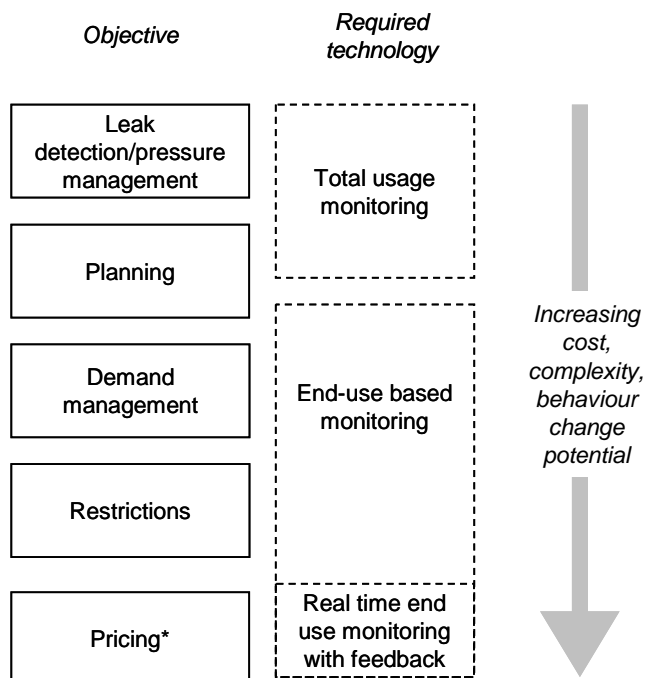 Objective
Required
technology
Leak
detection/pressure
management
Total usage
monitoring
Planning
Demand
management
End-use based
monitoring
Restrictions
Pricing*
Real time end
use monitoring
with feedback
Increasing
cost,
complexity,
behaviour
change
potential